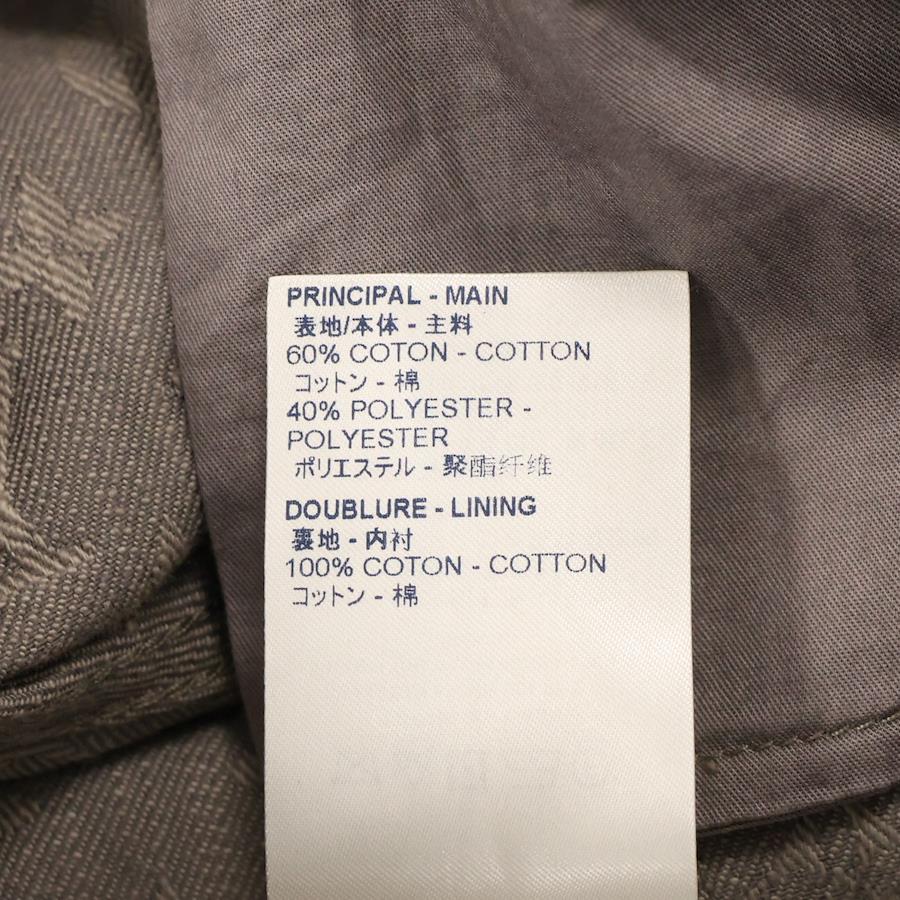 PRINCIPAL - MAIN
表地/本体 - 主料
60% COTON - COTTON
コットン - 棉
40% POLYESTER -
POLYESTER
ポリエステル - 聚酯纤维
DOUBLURE - LINING
裏地 - 内衬
100% COTON - COTTON
コットン - 棉